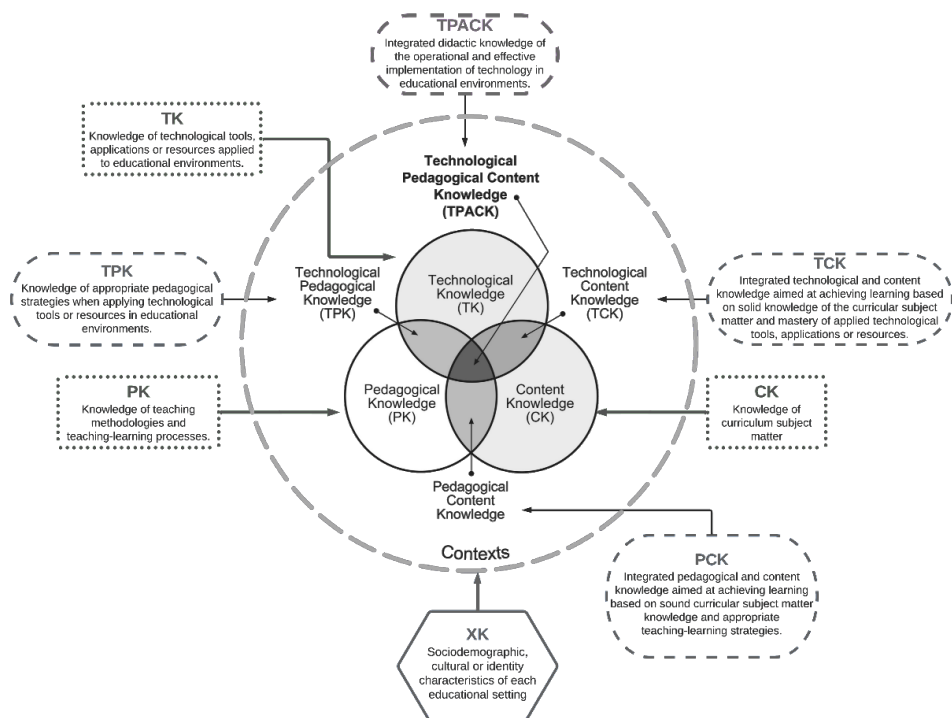 TPACK
Integrated didactic knowledge of
the operational and effective
implementation of technology in
educational environments.
TK
Knowledge of technological tools,
applications or resources applied
to educational environments.
Technological
Pedagogical Content
Knowledge
(TPACK)
TPK
Knowledge of appropriate pedagogical
strategies when applying technological
tools or resources in educational
environments.
Technological
Pedagogical
Knowledge
(TPK)
Technological
Knowledge
(TK)
Technological
Content
Knowledge
(TCK)
TCK
Integrated technological and content
knowledge aimed at achieving learning
based on solid knowledge of the curricular subject
matter and mastery of applied technological
tools, applications or resources.
PK
Knowledge of teaching
methodologies and
teaching-learning processes.
Pedagogical
Knowledge
(PK)
Content
Knowledge
(CK)
CK
Knowledge of
curriculum subject
matter
Pedagogical
Content
Knowledge
Contexts
PCK
Integrated pedagogical and content
knowledge aimed at achieving learning
based on sound curricular subject matter
knowledge and appropriate
teaching-learning strategies.
XK
Sociodemographic,
cultural or identity
characteristics of each
educational setting